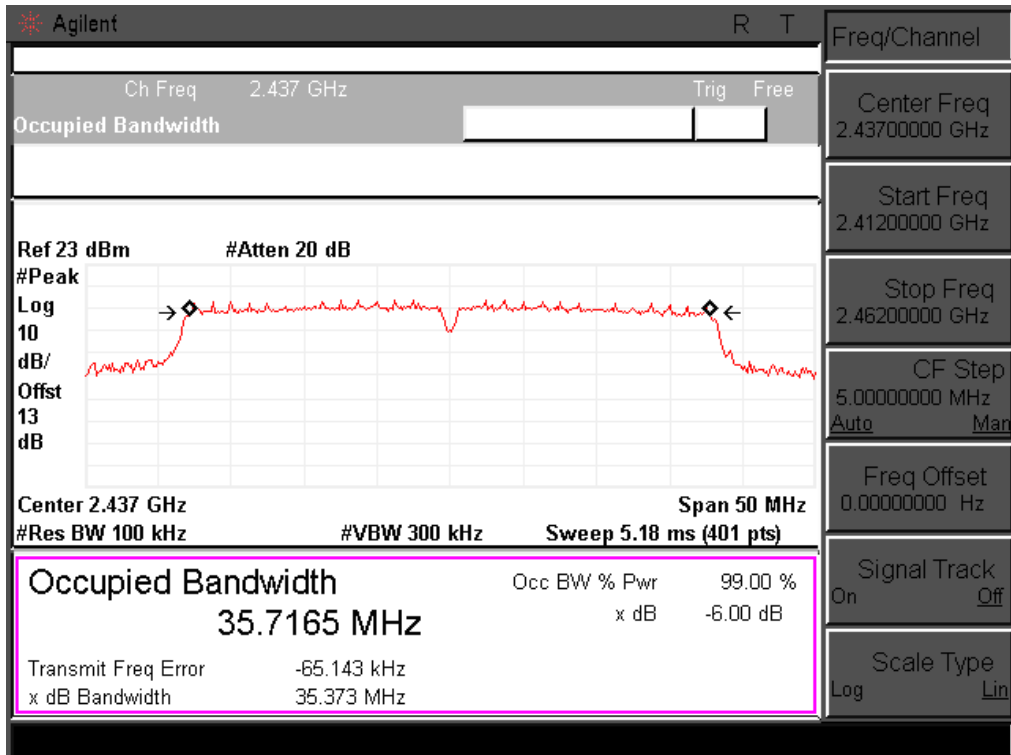 Agilent R T
Ch Freq 2.437 GHz Trig Free
Occupied Bandwidth
Ref 23 dBm #Atten 20 dB
#Peak
Log
10
dB/
Offst
13
dB
Center 2.437 GHz Span 50 MHz
#Res BW 100 kHz #VBW 300 kHz Sweep 5.18 ms (401 pts)
Occupied Bandwidth Occ BW % Pwr 99.00 %
35.7165 MHz x dB -6.00 dB
Transmit Freq Error -65.143 kHz
x dB Bandwidth 35.373 MHz
Freq/Channel
Center Freq
2.43700000 GHz
Start Freq
2.41200000 GHz
Stop Freq
2.46200000 GHz
CF Step
5.00000000 MHz
Auto Man
Freq Offset
0.00000000 Hz
Signal Track
On Off
Scale Type
Log Lin